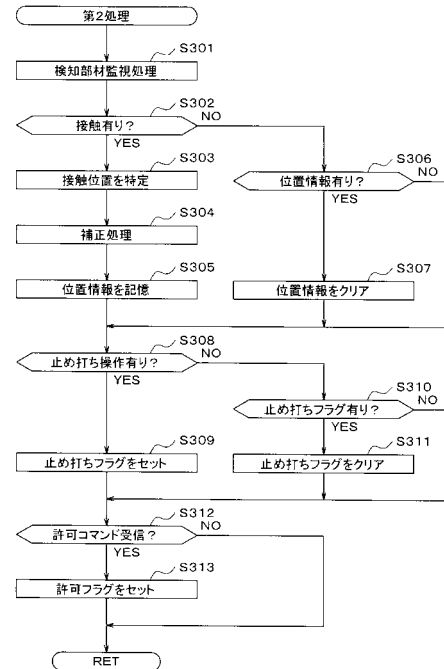 第2処理
S301
検知部材監視処理
S302
接触有り？
NO
YES
S303
接触位置を特定
S304
補正処理
S305
位置情報を記憶
S306
位置情報有り？
NO
YES
S307
位置情報をクリア
S308
止め打ち操作有り？
NO
YES
S309
止め打ちフラグをセット
S310
止め打ちフラグ有り？
NO
YES
S311
止め打ちフラグをクリア
S312
許可コマンド受信？
NO
YES
S313
許可フラグをセット
RET